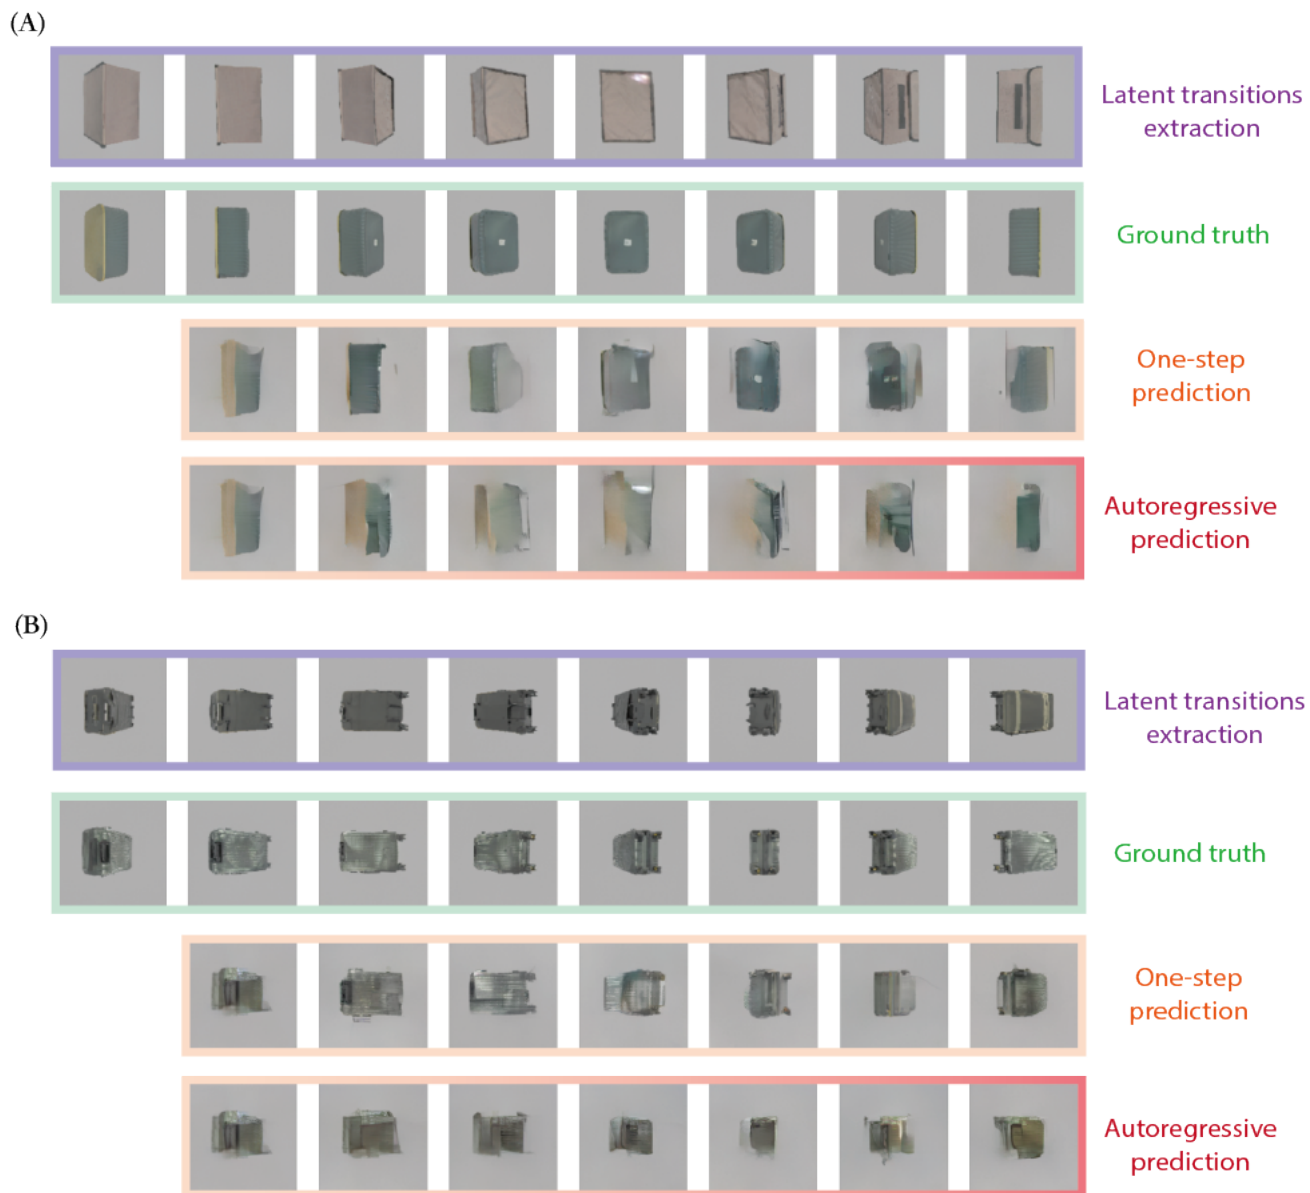 (A)
Latent transitions
extraction
Ground truth
One-step
prediction
Autoregressive
prediction
(B)
Latent transitions
extraction
Ground truth
One-step
prediction
Autoregressive
prediction